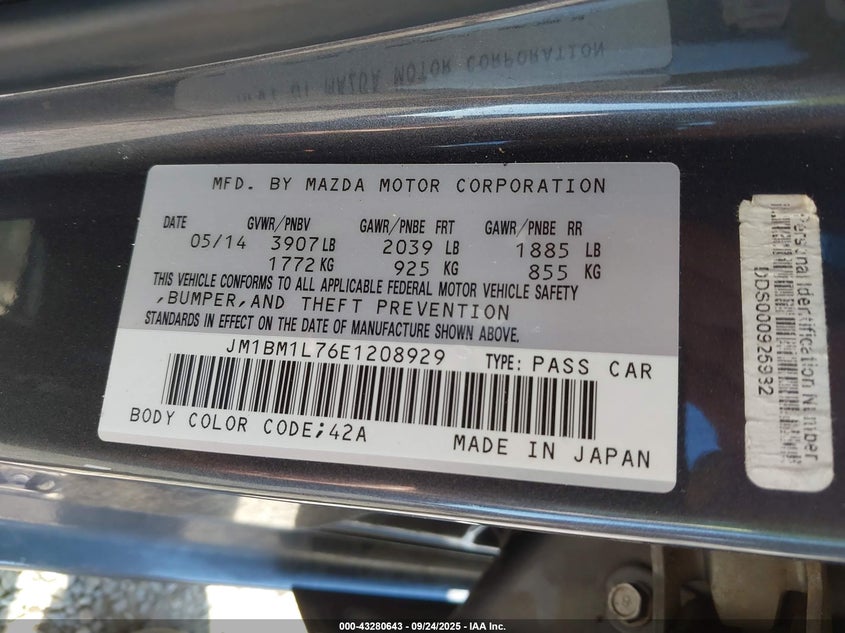 MFD. BY MAZDA MOTOR CORPORATION
DATE GVWR/PNBV GAWR/PNBE FRT GAWR/PNBE RR
05/14 3907 LB 2039 LB 1885 LB
1772 KG 925 KG 855 KG
THIS VEHICLE CONFORMS TO ALL APPLICABLE FEDERAL MOTOR VEHICLE SAFETY
,BUMPER,AND THEFT PREVENTION
STANDARDS IN EFFECT ON THE DATE OF MANUFACTURE SHOWN ABOVE.
JM1BM1L76E1208929 TYPE: PASS CAR
BODY COLOR CODE;42A
MADE IN JAPAN
Personal Identification Number
DDS000925932
000-43280643 - 09/24/2025 - IAA Inc.